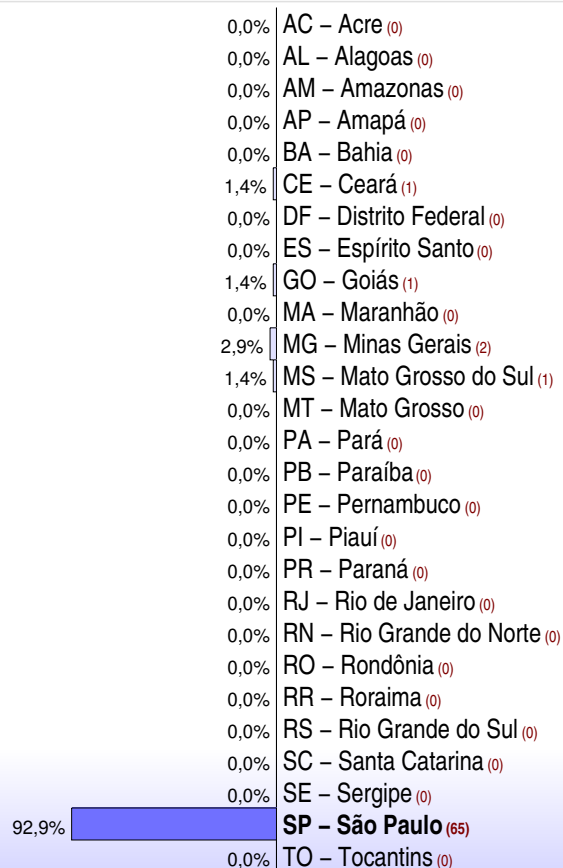 0,0% AC – Acre (0)
0,0% AL – Alagoas (0)
0,0% AM – Amazonas (0)
0,0% AP – Amapá (0)
0,0% BA – Bahia (0)
1,4% CE – Ceará (1)
0,0% DF – Distrito Federal (0)
0,0% ES – Espírito Santo (0)
1,4% GO – Goiás (1)
0,0% MA – Maranhão (0)
2,9% MG – Minas Gerais (2)
1,4% MS – Mato Grosso do Sul (1)
0,0% MT – Mato Grosso (0)
0,0% PA – Pará (0)
0,0% PB – Paraíba (0)
0,0% PE – Pernambuco (0)
0,0% PI – Piauí (0)
0,0% PR – Paraná (0)
0,0% RJ – Rio de Janeiro (0)
0,0% RN – Rio Grande do Norte (0)
0,0% RO – Rondônia (0)
0,0% RR – Roraima (0)
0,0% RS – Rio Grande do Sul (0)
0,0% SC – Santa Catarina (0)
0,0% SE – Sergipe (0)
92,9% SP – São Paulo (65)
0,0% TO – Tocantins (0)